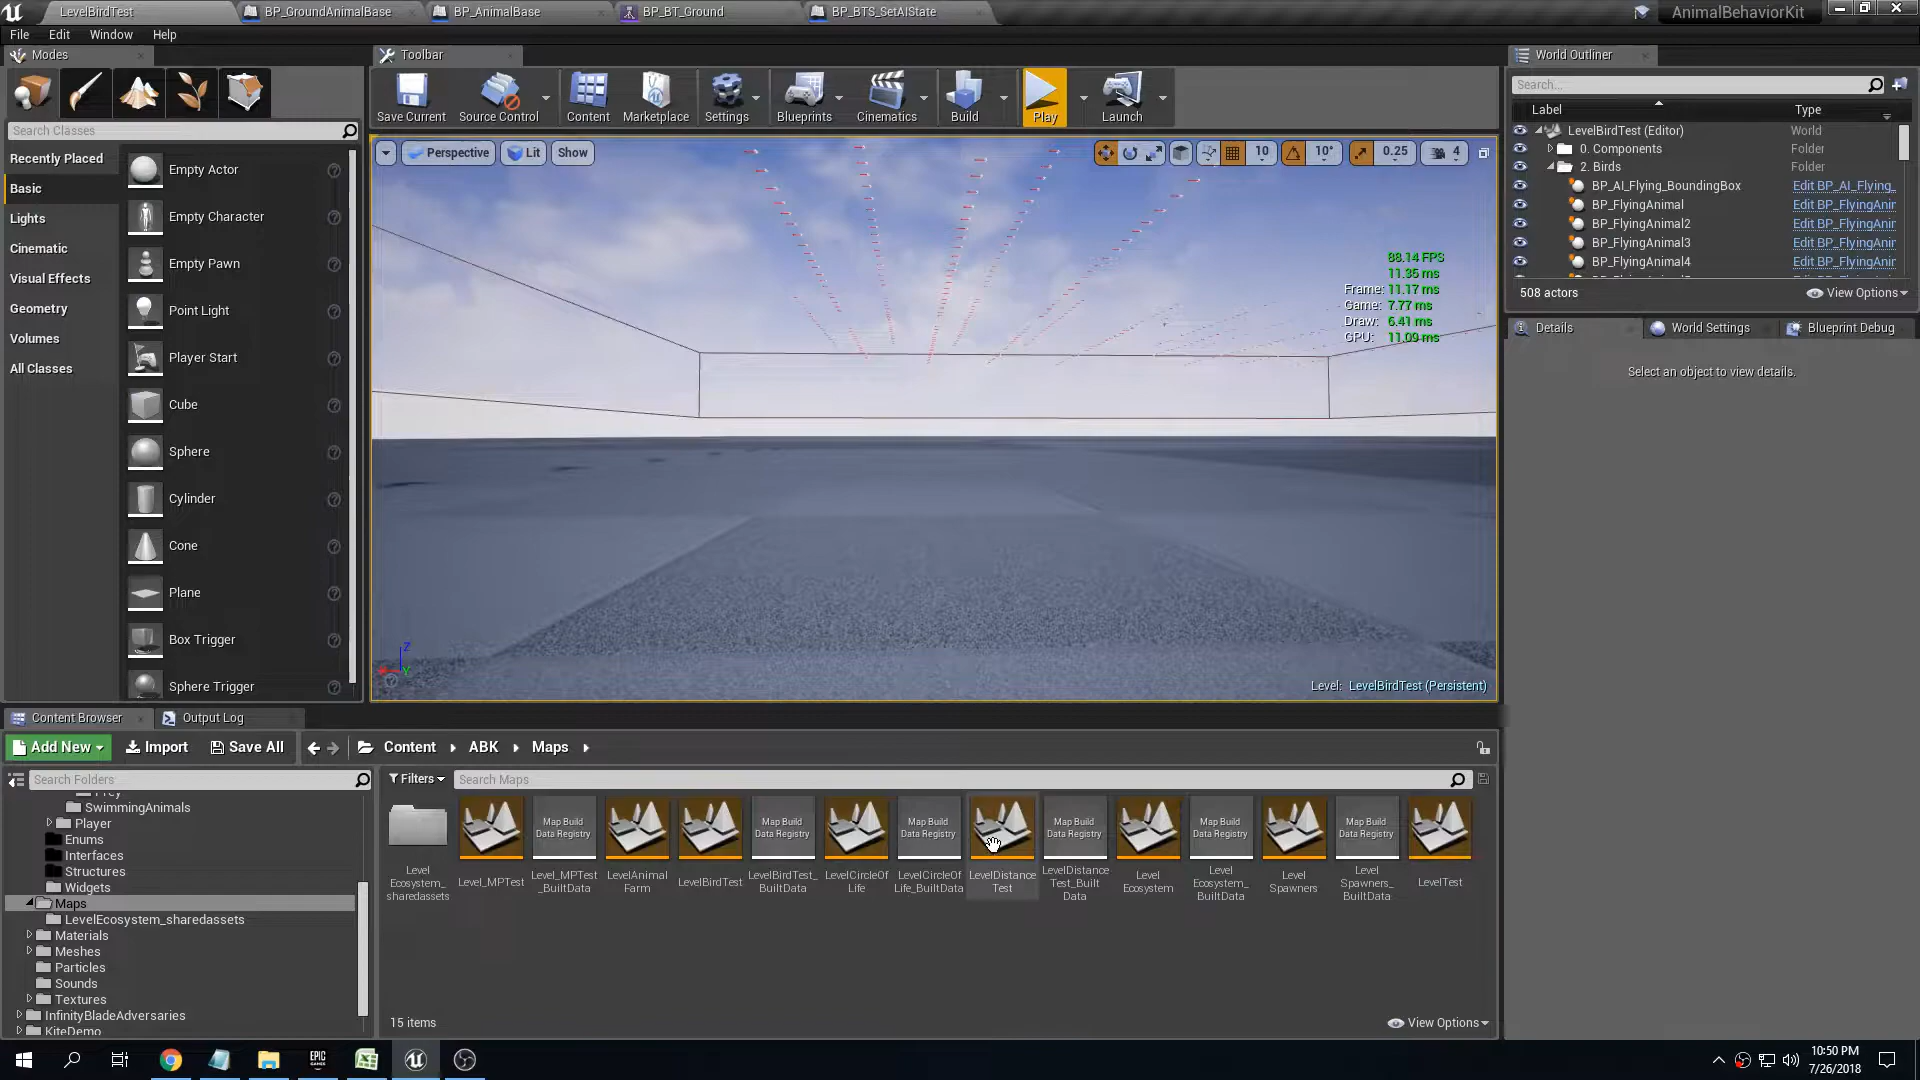 LevelBirdTest
BP_GroundAnimalBase
BP_AnimalBase
BP_BT_Ground
BP_BTS_SetAIState
AnimalBehaviorKit
File Edit Window Help
Modes
Search Classes
Recently Placed
Basic
Lights
Cinematic
Visual Effects
Geometry
Volumes
All Classes
Empty Actor
Empty Character
Empty Pawn
Point Light
Player Start
Cube
Sphere
Cylinder
Cone
Plane
Box Trigger
Sphere Trigger
Toolbar
Save Current
Source Control
Content
Marketplace
Settings
Blueprints
Cinematics
Build
Play
Launch
Perspective
Lit
Show
10
10°
0.25
4
88.14 FPS
11.35 ms
Frame: 11.17 ms
Game: 7.77 ms
Draw: 6.41 ms
GPU: 11.09 ms
Z
Y
Level: LevelBirdTest (Persistent)
World Outliner
Search...
Label Type
LevelBirdTest (Editor) World
0. Components Folder
2. Birds Folder
BP_AI_Flying_BoundingBox Edit BP_AI_Flying_
BP_FlyingAnimal Edit BP_FlyingAnir
BP_FlyingAnimal2 Edit BP_FlyingAnir
BP_FlyingAnimal3 Edit BP_FlyingAnir
BP_FlyingAnimal4 Edit BP_FlyingAnir
508 actors
View Options
Details
World Settings
Blueprint Debug
Select an object to view details.
Content Browser
Output Log
Add New
Import
Save All
Content
ABK
Maps
Search Folders
Filters
Search Maps
SwimmingAnimals
Player
Enums
Interfaces
Structures
Widgets
Maps
LevelEcosystem_sharedassets
Materials
Meshes
Particles
Sounds
Textures
InfinityBladeAdversaries
KiteDemo
Level
Ecosystem_
sharedassets
Level_MPTest
Map Build
Data Registry
Level_MPTest
_BuiltData
LevelAnimal
Farm
LevelBirdTest
Map Build
Data Registry
LevelBirdTest_
BuiltData
LevelCircleOf
Life
Map Build
Data Registry
LevelCircleOf
Life_BuiltData
LevelDistance
Test
Map Build
Data Registry
LevelDistance
Test_Built
Data
Level
Ecosystem
Map Build
Data Registry
Level
Ecosystem_
BuiltData
Level
Spawners
Map Build
Data Registry
Level
Spawners_
BuiltData
LevelTest
15 items
View Options
EPIC
GAMES
10:50 PM
7/26/2018